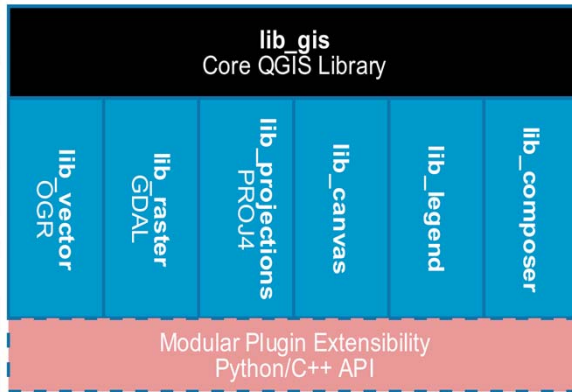 lib_gis
Core QGIS Library
lib_vector
OGR
lib_raster
GDAL
lib_projections
PROJ4
lib_canvas
lib_legend
lib_composer
Modular Plugin Extensibility
Python/C++ API